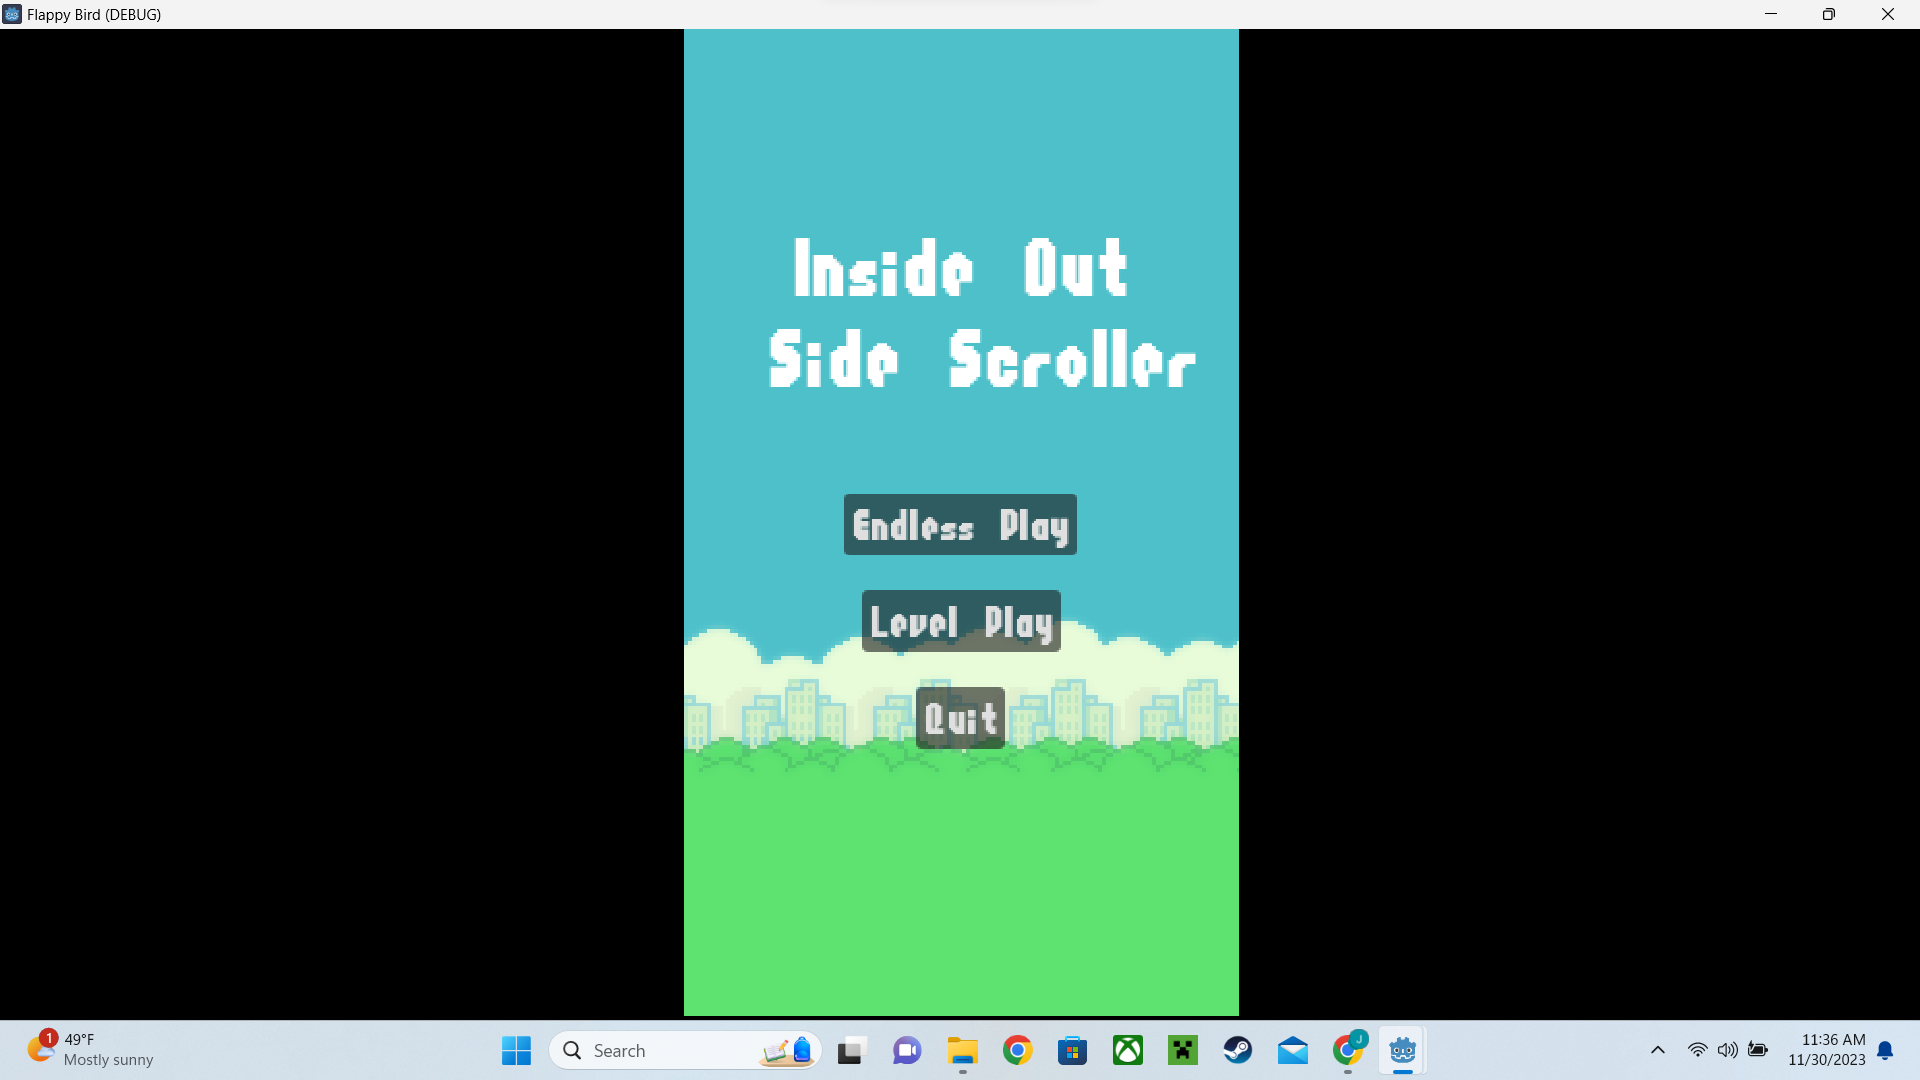 Flappy Bird (DEBUG)
Inside Out
Side Scroller
Endless Play
Level Play
Quit
1
49°F
Mostly sunny
Search
J
11:36 AM
11/30/2023